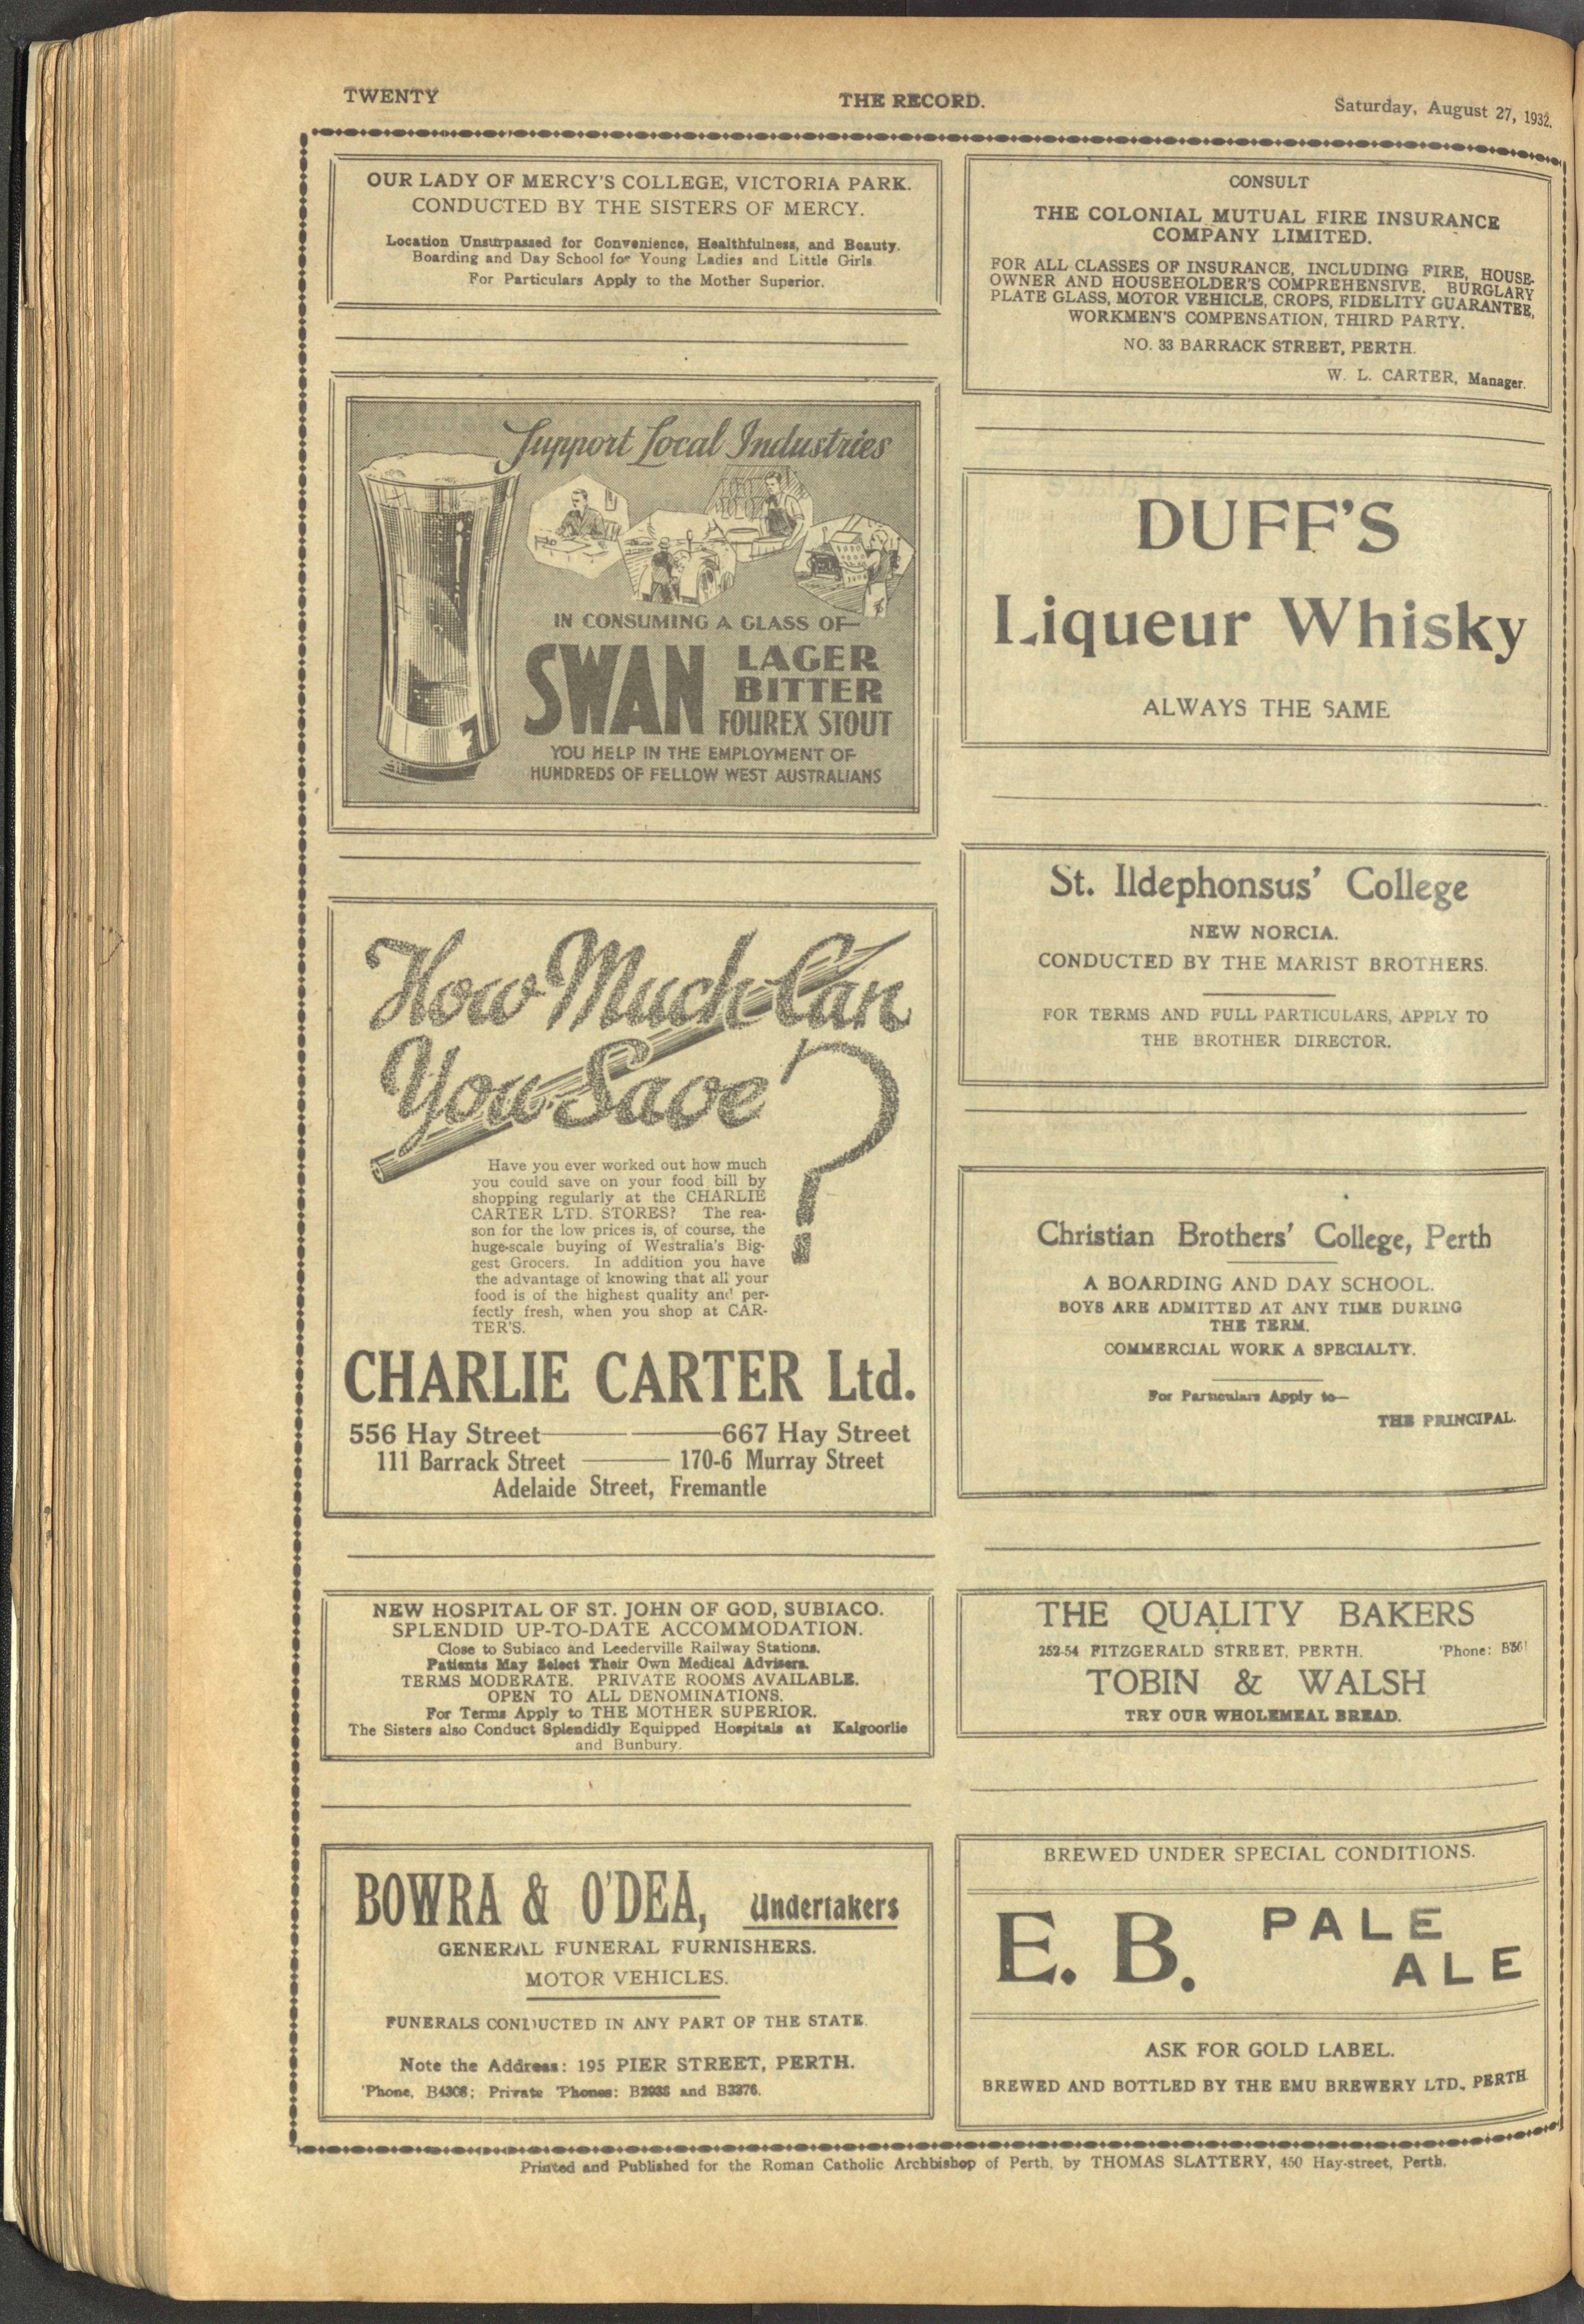 TWENTY
THE RECORD.
Saturday, August 27, 1932.
OUR LADY OF MERCY'S COLLEGE, VICTORIA PARK.
CONDUCTED BY THE SISTERS OF MERCY.
Location Unsurpassed for Convenience, Healthfulness, and Beauty.
Boarding and Day School for Young Ladies and Little Girls
For Particulars Apply to the Mother Superior.
Support Local Industries
IN CONSUMING A GLASS OF—
SWAN LAGER
BITTER
FOUREX STOUT
YOU HELP IN THE EMPLOYMENT OF
HUNDREDS OF FELLOW WEST AUSTRALIANS
How Much Can
You Save?
Have you ever worked out how much
you could save on your food bill by
shopping regularly at the CHARLIE
CARTER LTD. STORES? The rea-
son for the low prices is, of course, the
huge-scale buying of Westralia's Big-
gest Grocers. In addition you have
the advantage of knowing that all your
food is of the highest quality and per-
fectly fresh, when you shop at CAR-
TER'S.
CHARLIE CARTER Ltd.
556 Hay Street — 667 Hay Street
111 Barrack Street — 170-6 Murray Street
Adelaide Street, Fremantle
NEW HOSPITAL OF ST. JOHN OF GOD, SUBIACO.
SPLENDID UP-TO-DATE ACCOMMODATION.
Close to Subiaco and Leederville Railway Stations.
Patients May Select Their Own Medical Advisers.
TERMS MODERATE. PRIVATE ROOMS AVAILABLE.
OPEN TO ALL DENOMINATIONS.
For Terms Apply to THE MOTHER SUPERIOR.
The Sisters also Conduct Splendidly Equipped Hospitals at Kalgoorlie
and Bunbury.
BOWRA & O'DEA, Undertakers
GENERAL FUNERAL FURNISHERS.
MOTOR VEHICLES.
FUNERALS CONDUCTED IN ANY PART OF THE STATE
Note the Address: 195 PIER STREET, PERTH.
'Phone, B4308; Private 'Phones: and B3376.
CONSULT
THE COLONIAL MUTUAL FIRE INSURANCE
COMPANY LIMITED.
FOR ALL CLASSES OF INSURANCE, INCLUDING FIRE, HOUSE-
OWNER AND HOUSEHOLDER'S COMPREHENSIVE, BURGLARY
PLATE GLASS, MOTOR VEHICLE, CROPS, FIDELITY GUARANTEE,
WORKMEN'S COMPENSATION, THIRD PARTY.
NO. 33 BARRACK STREET, PERTH.
W. L. CARTER, Manager.
DUFF'S
Liqueur Whisky
ALWAYS THE SAME
St. Ildephonsus' College
NEW NORCIA.
CONDUCTED BY THE MARIST BROTHERS.
FOR TERMS AND FULL PARTICULARS, APPLY TO
THE BROTHER DIRECTOR.
Christian Brothers' College, Perth
A BOARDING AND DAY SCHOOL.
BOYS ARE ADMITTED AT ANY TIME DURING
THE TERM.
COMMERCIAL WORK A SPECIALTY.
For Particulars Apply to—
THE PRINCIPAL.
THE QUALITY BAKERS
252-54 FITZGERALD STREET, PERTH. 'Phone:
TOBIN & WALSH
TRY OUR WHOLEMEAL BREAD.
BREWED UNDER SPECIAL CONDITIONS.
E. B. PALE
ALE
ASK FOR GOLD LABEL.
BREWED AND BOTTLED BY THE EMU BREWERY LTD., PERTH
Printed and Published for the Roman Catholic Archbishop of Perth, by THOMAS SLATTERY, 450 Hay-street, Perth.